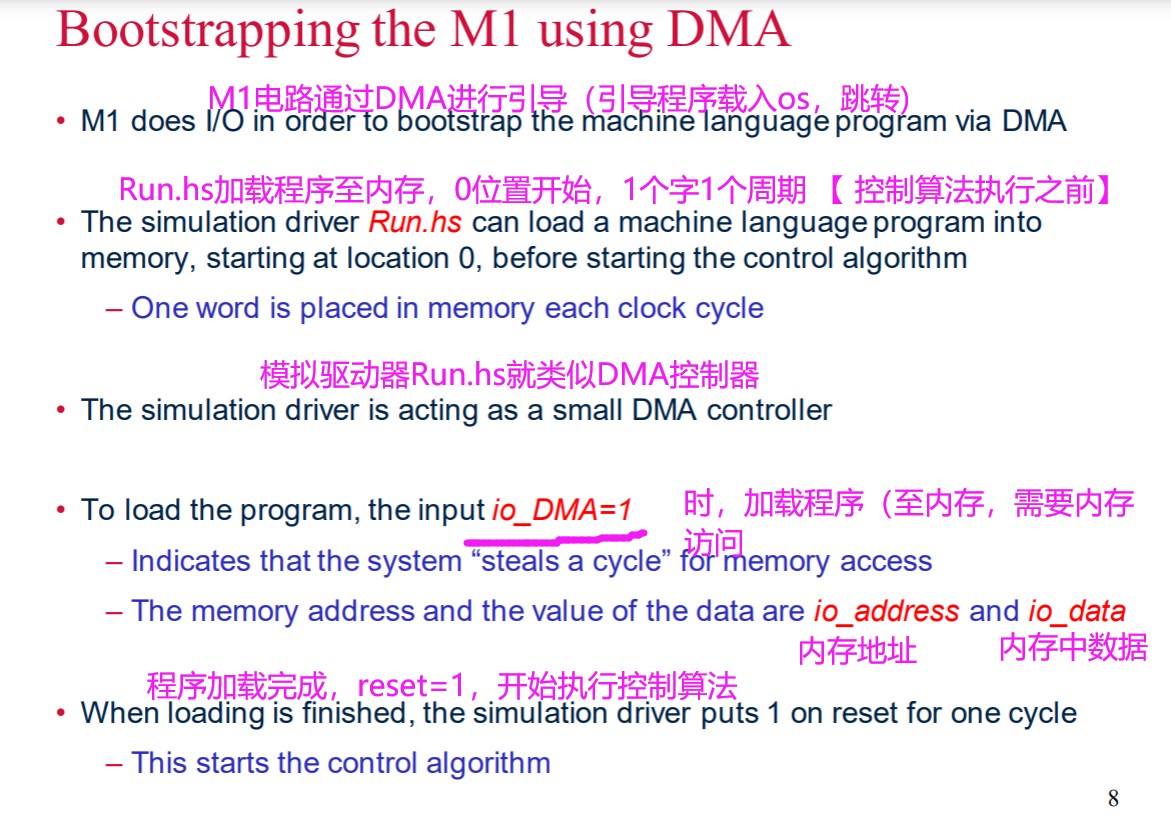 Bootstrapping the M1 using DMA
M1电路通过DMA进行引导（引导程序载入os，跳转)
• M1 does I/O in order to bootstrap the machine language program via DMA
Run.hs加载程序至内存，0位置开始，1个字1个周期 【 控制算法执行之前】
• The simulation driver Run.hs can load a machine language program into
memory, starting at location 0, before starting the control algorithm
– One word is placed in memory each clock cycle
模拟驱动器Run.hs就类似DMA控制器
• The simulation driver is acting as a small DMA controller
• To load the program, the input io_DMA=1
时，加载程序（至内存，需要内存
访问
– Indicates that the system “steals a cycle” for memory access
– The memory address and the value of the data are io_address and io_data
内存地址
内存中数据
程序加载完成，reset=1，开始执行控制算法
• When loading is finished, the simulation driver puts 1 on reset for one cycle
– This starts the control algorithm
8